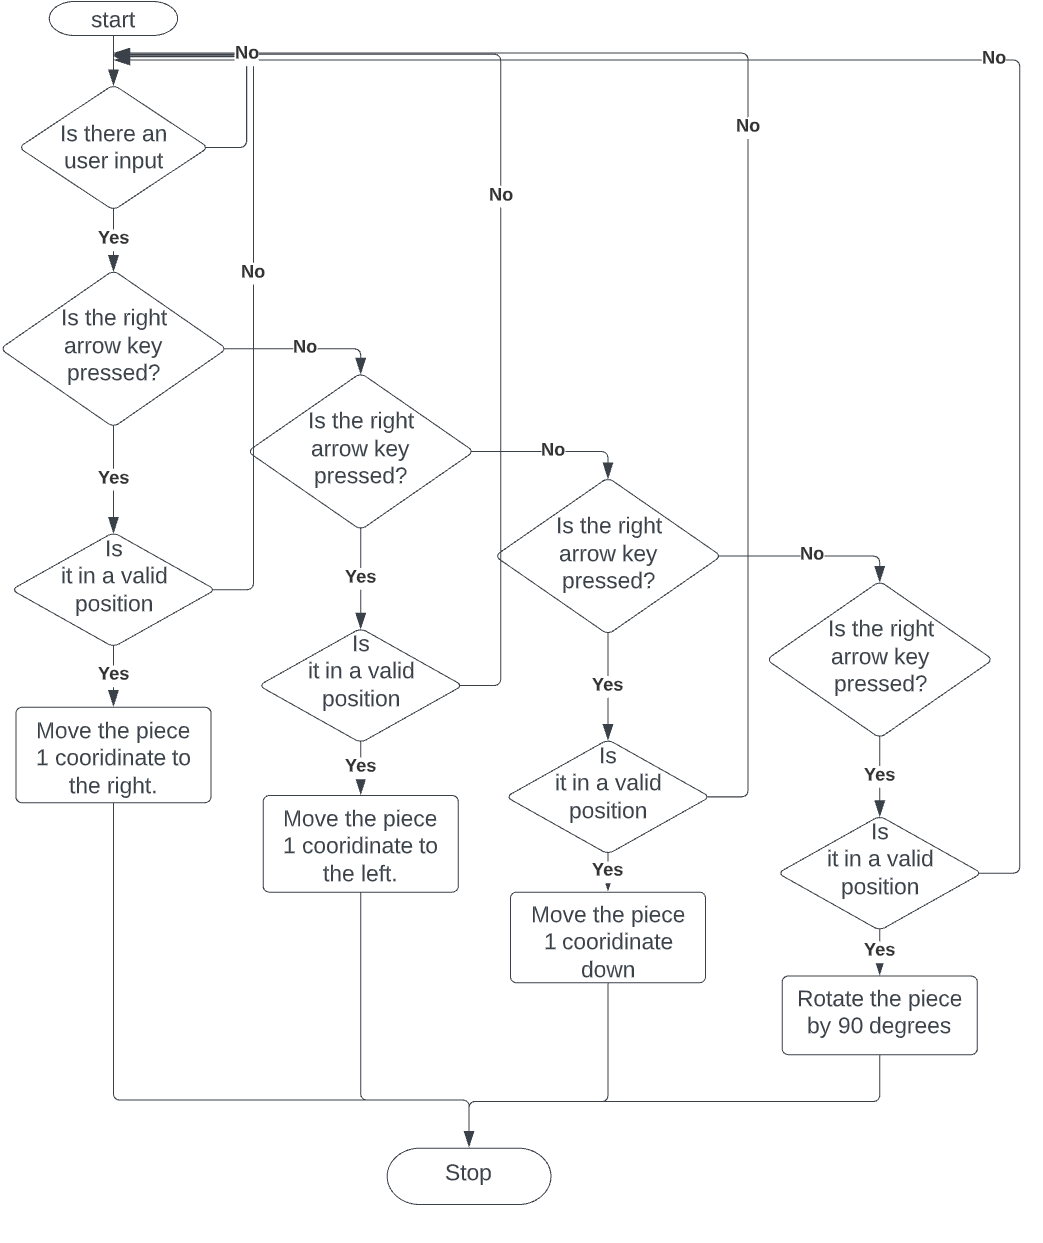 start
No
No
Is there an
user input
No
No
Yes
No
Is the right
arrow key
pressed?
No
Is the right
arrow key
pressed?
No
Yes
Is the right
arrow key
pressed?
No
Is
it in a valid
position
Yes
Is the right
arrow key
pressed?
Yes
Is
it in a valid
position
Yes
Move the piece
1 cooridinate to
the right.
Yes
Is
it in a valid
position
Yes
Move the piece
1 cooridinate to
the left.
Yes
Is
it in a valid
position
Yes
Move the piece
1 cooridinate
down
Yes
Rotate the piece
by 90 degrees
Stop